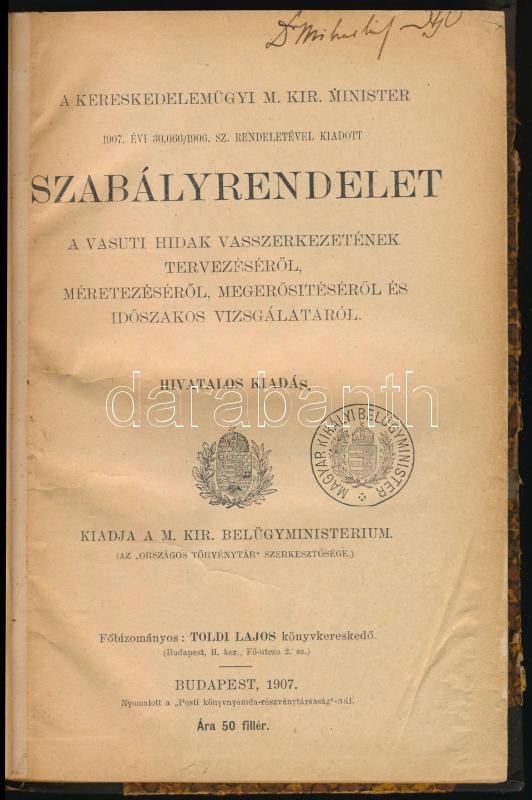 A KERESKEDELEMÜGYI M. KIR. MINISTER
1907. ÉVI 30,666/1906. SZ. RENDELETÉVEL KIADOTT
SZABÁLYRENDELET
A VASUTI HIDAK VASSZERKEZETÉNEK
TERVEZÉSÉRŐL,
MÉRETEZÉSÉRŐL, MEGERŐSITÉSÉRŐL ÉS
IDŐSZAKOS VIZSGÁLATÁRÓL.
HIVATALOS KIADÁS.
darabanth
MAGYAR KIRÁLYI BELÜGYMINISTER
KIADJA A M. KIR. BELÜGYMINISTERIUM.
(AZ „ORSZÁGOS TÖRVÉNYTÁR“ SZERKESZTŐSÉGE.)
Főbizományos: TOLDI LAJOS könyvkereskedő.
(Budapest, II. ker., Fő-utcza 2. sz.)
BUDAPEST, 1907.
Nyomatott a „Pesti könyvnyomda-részvénytársaság“-nál.
Ára 50 fillér.